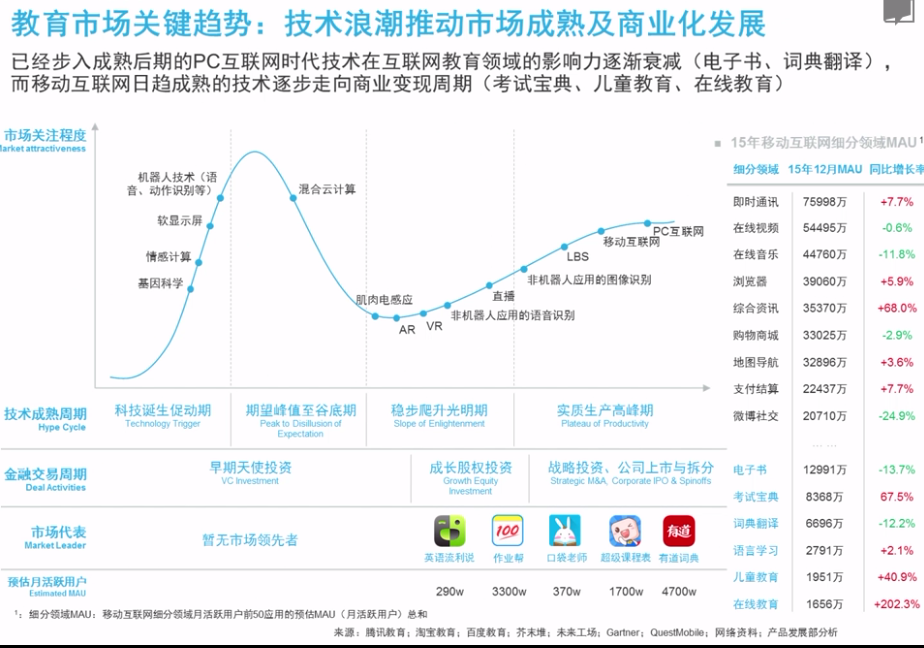 教育市场关键趋势：技术浪潮推动市场成熟及商业化发展
已经步入成熟后期的PC互联网时代技术在互联网教育领域的影响力逐渐衰减（电子书、词典翻译），
而移动互联网日趋成熟的技术逐步走向商业变现周期（考试宝典、儿童教育、在线教育）
市场关注程度
Market attractiveness
机器人技术（语
音、动作识别等）
软显示屏
情感计算
基因科学
混合云计算
肌肉电感应
AR
VR
非机器人应用的语音识别
直播
非机器人应用的图像识别
LBS
移动互联网
PC互联网
技术成熟周期
Hype Cycle
科技诞生促动期
Technology Trigger
期望峰值至谷底期
Peak to Disillusion of
Expectation
稳步爬升光明期
Slope of Enlightenment
实质生产高峰期
Plateau of Productivity
金融交易周期
Deal Activities
早期天使投资
VC Investment
成长股权投资
Growth Equity
Investment
战略投资、公司上市与拆分
Strategic M&A, Corporate IPO & Spinoffs
市场代表
Market Leader
暂无市场领先者
100
有道
英语流利说 作业帮 口袋老师 超级课程表 有道词典
预估月活跃用户
Estimated MAU
290w 3300w 370w 1700w 4700w
15年移动互联网细分领域MAU¹
细分领域 15年12月MAU 同比增长率
即时通讯 75998万 +7.7%
在线视频 54495万 -0.6%
在线音乐 44760万 -11.8%
浏览器 39060万 +5.9%
综合资讯 35370万 +68.0%
购物商城 33025万 -2.9%
地图导航 32896万 +3.6%
支付结算 22437万 +7.7%
微博社交 20710万 -24.9%
... ...
电子书 12991万 -13.7%
考试宝典 8368万 67.5%
词典翻译 6696万 -12.2%
语言学习 2791万 +2.1%
儿童教育 1951万 +40.9%
在线教育 1656万 +202.3%
¹：细分领域MAU：移动互联网细分领域月活跃用户前50应用的预估MAU（月活跃用户）总和
来源：腾讯教育；淘宝教育；百度教育；芥末堆；未来工场；Gartner；QuestMobile；网络资料；产品发展部分析